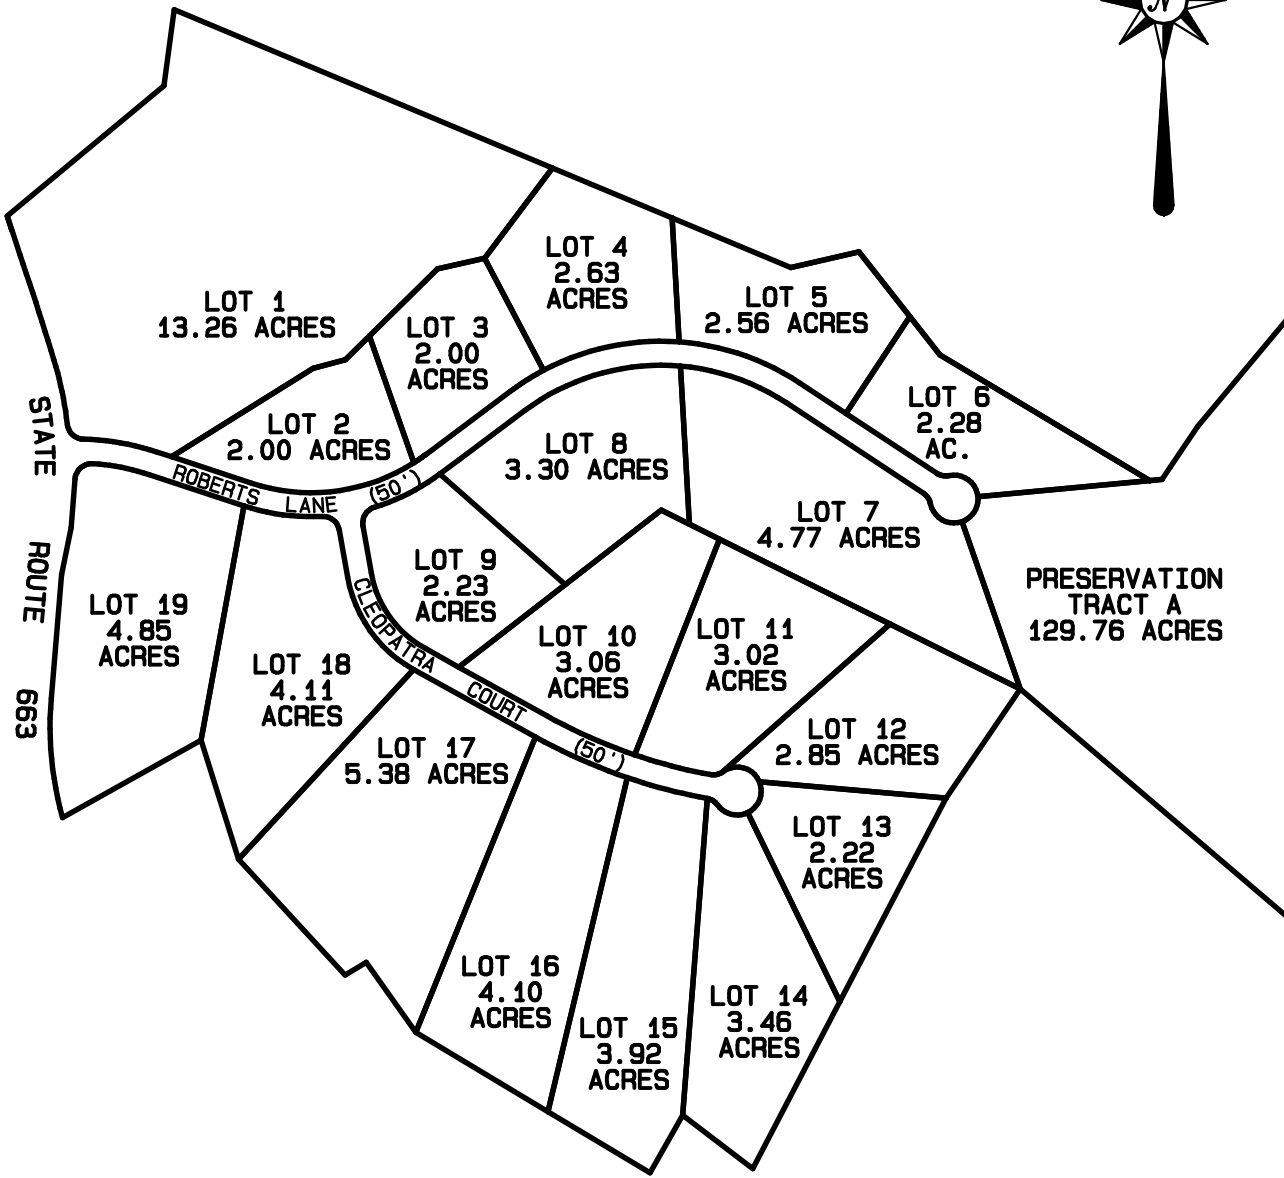 N
LOT 1
13.26 ACRES
LOT 2
2.00 ACRES
LOT 3
2.00
ACRES
LOT 4
2.63
ACRES
LOT 5
2.56 ACRES
LOT 6
2.28
AC.
LOT 8
3.30 ACRES
LOT 7
4.77 ACRES
STATE ROUTE 663
ROBERTS LANE (50')
LOT 9
2.23
ACRES
PRESERVATION
TRACT A
129.76 ACRES
LOT 19
4.85
ACRES
LOT 18
4.11
ACRES
CLEOPATRA COURT (50')
LOT 10
3.06
ACRES
LOT 11
3.02
ACRES
LOT 12
2.85 ACRES
LOT 17
5.38 ACRES
LOT 13
2.22
ACRES
LOT 16
4.10
ACRES
LOT 15
3.92
ACRES
LOT 14
3.46
ACRES